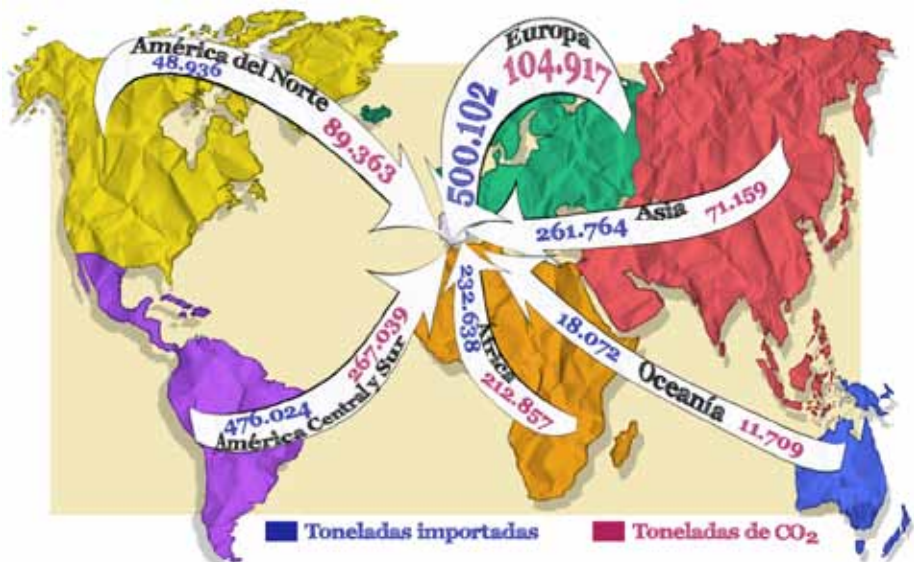 América del Norte
48.936
89.363
Europa
104.917
500.102
Asia
261.764
71.159
América Central y Sur
476.024
267.039
África
232.638
212.857
Oceanía
18.072
11.709
Toneladas importadas
Toneladas de CO₂